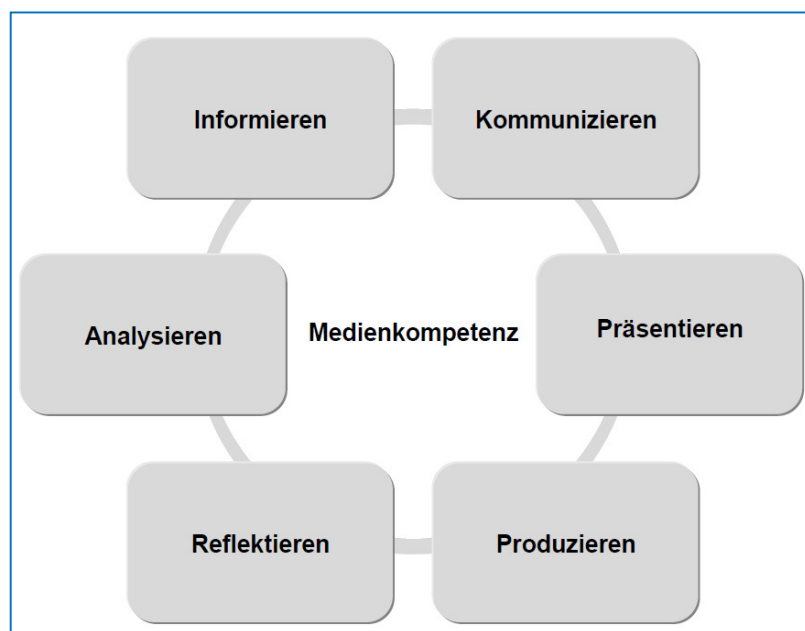 Informieren
Kommunizieren
Analysieren
Medienkompetenz
Präsentieren
Reflektieren
Produzieren